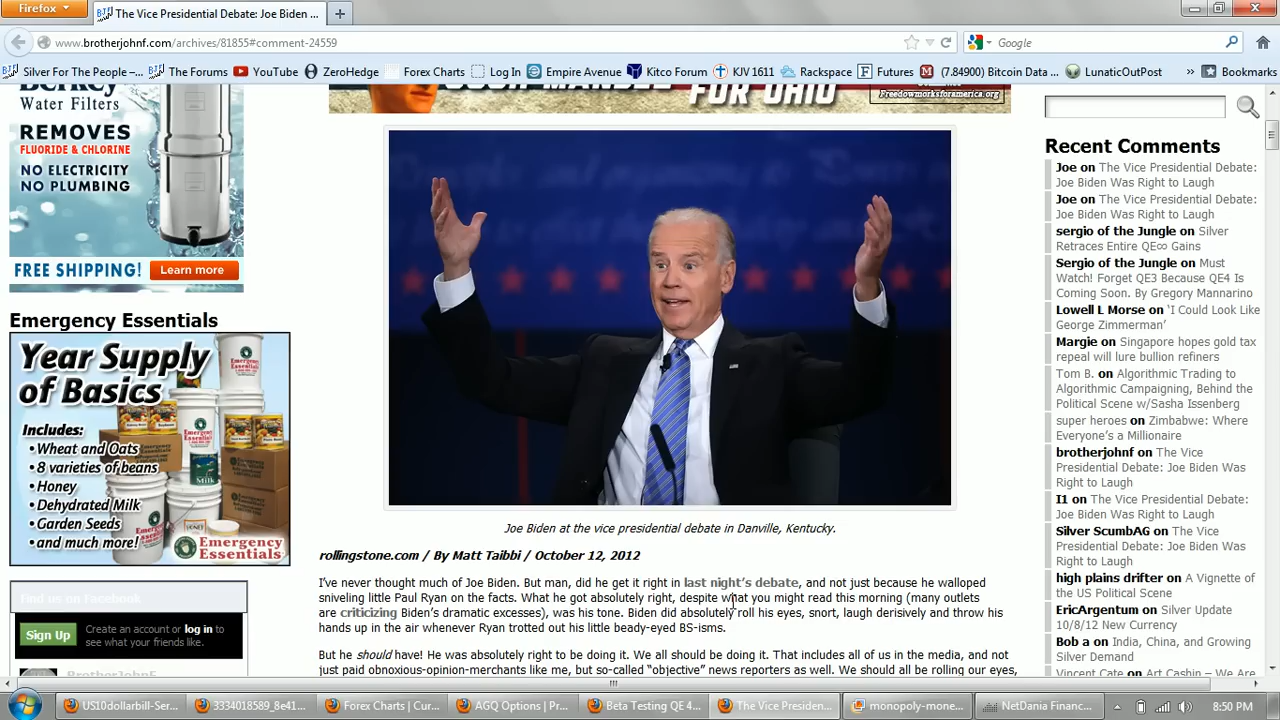 Firefox
The Vice Presidential Debate: Joe Biden ...
www.brotherjohnf.com/archives/81855#comment-24559
Google
Silver For The People –...
The Forums
YouTube
ZeroHedge
Forex Charts
Log In
Empire Avenue
Kitco Forum
KJV 1611
Rackspace
Futures
(7.84900) Bitcoin Data ...
LunaticOutPost
»
Bookmarks
Water Filters
REMOVES
FLUORIDE & CHLORINE
NO ELECTRICITY
NO PLUMBING
FREE SHIPPING!
Learn more
Emergency Essentials
Year Supply
of Basics
Includes:
• Wheat and Oats
• 8 varieties of beans
• Honey
• Dehydrated Milk
• Garden Seeds
• and much more!
Emergency
Essentials
Find us on Facebook
Sign Up
Create an account or log in to
see what your friends like.
BrotherJohnF
FOR OHIO
Freedomworksforamerica.org
Joe Biden at the vice presidential debate in Danville, Kentucky.
rollingstone.com / By Matt Taibbi / October 12, 2012
I've never thought much of Joe Biden. But man, did he get it right in last night's debate, and not just because he walloped
sniveling little Paul Ryan on the facts. What he got absolutely right, despite what you might read this morning (many outlets
are criticizing Biden's dramatic excesses), was his tone. Biden did absolutely roll his eyes, snort, laugh derisively and throw his
hands up in the air whenever Ryan trotted out his little beady-eyed BS-isms.
But he should have! He was absolutely right to be doing it. We all should be doing it. That includes all of us in the media, and not
just paid obnoxious-opinion-merchants like me, but so-called "objective" news reporters as well. We should all be rolling our eyes,
Recent Comments
Joe on The Vice Presidential Debate:
Joe Biden Was Right to Laugh
Joe on The Vice Presidential Debate:
Joe Biden Was Right to Laugh
sergio of the Jungle on Silver
Retraces Entire QE∞ Gains
Sergio of the Jungle on Must
Watch! Forget QE3 Because QE4 Is
Coming Soon. By Gregory Mannarino
Lowell L Morse on 'I Could Look Like
George Zimmerman'
Margie on Singapore hopes gold tax
repeal will lure bullion refiners
Tom B. on Algorithmic Trading to
Algorithmic Campaigning, Behind the
Political Scene w/Sasha Issenberg
super heroes on Zimbabwe: Where
Everyone's a Millionaire
brotherjohnf on The Vice
Presidential Debate: Joe Biden Was
Right to Laugh
I1 on The Vice Presidential Debate:
Joe Biden Was Right to Laugh
Silver ScumbAG on The Vice
Presidential Debate: Joe Biden Was
Right to Laugh
high plains drifter on A Vignette of
the US Political Scene
EricArgentum on Silver Update
10/8/12 New Currency
Bob a on India, China, and Growing
Silver Demand
Vincent Cate on Art Cashin – We Are
US10dollarbill-Ser...
3334018589_8e41...
Forex Charts | Cur...
AGQ Options | Pr...
Beta Testing QE 4...
The Vice Presiden...
monopoly-mone...
NetDania Financ...
8:50 PM